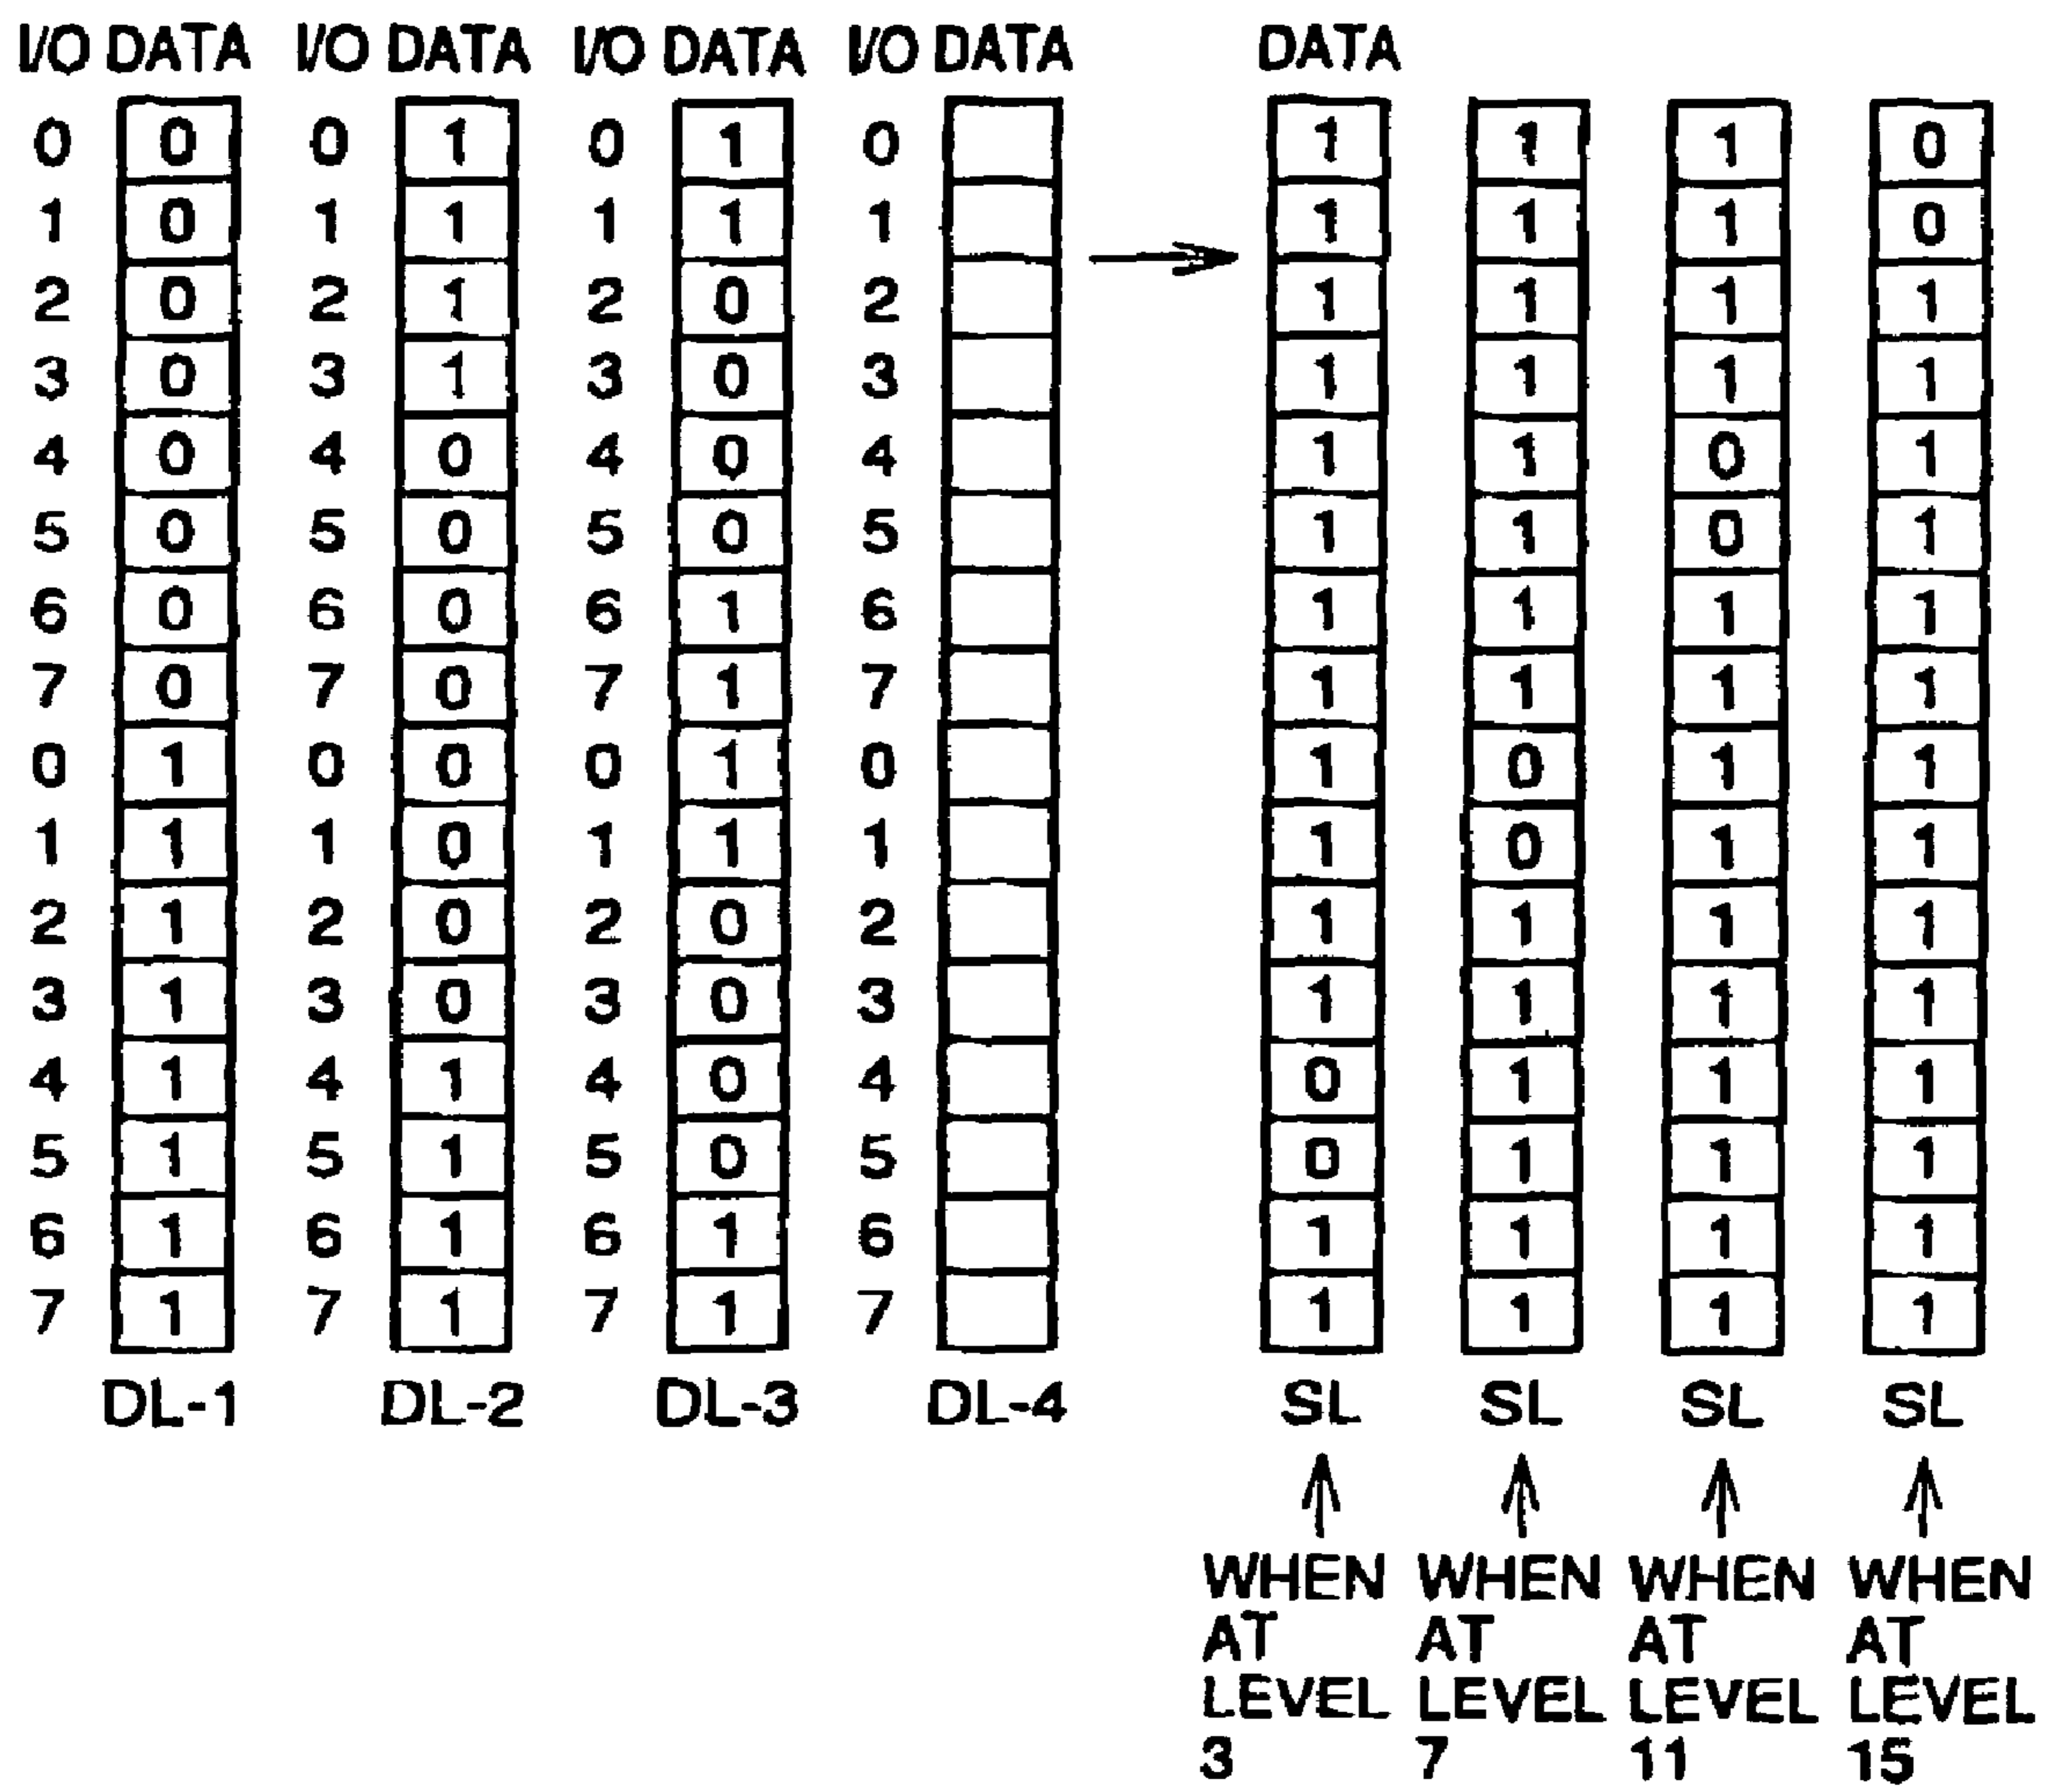 I/O DATA I/O DATA I/O DATA I/O DATA DATA
0 0 0 1 0 1 0 1 1 1 0
1 0 1 1 1 1 1 1 1 1 0
2 0 2 1 2 0 2 1 1 1 1
3 0 3 1 3 0 3 1 1 1 1
4 0 4 0 4 0 4 1 1 0 1
5 0 5 0 5 0 5 1 1 0 1
6 0 6 0 6 1 6 1 1 1 1
7 0 7 0 7 1 7 1 1 1 1
0 1 0 0 0 1 0 1 0 1 1
1 1 1 0 1 1 1 1 0 1 1
2 1 2 0 2 0 2 1 1 1 1
3 1 3 0 3 0 3 1 1 1 1
4 1 4 1 4 0 4 0 1 1 1
5 1 5 1 5 0 5 0 1 1 1
6 1 6 1 6 1 6 1 1 1 1
7 1 7 1 7 1 7 1 1 1 1
DL-1 DL-2 DL-3 DL-4 SL SL SL SL
WHEN WHEN WHEN WHEN
AT AT AT AT
LEVEL LEVEL LEVEL LEVEL
3 7 11 15